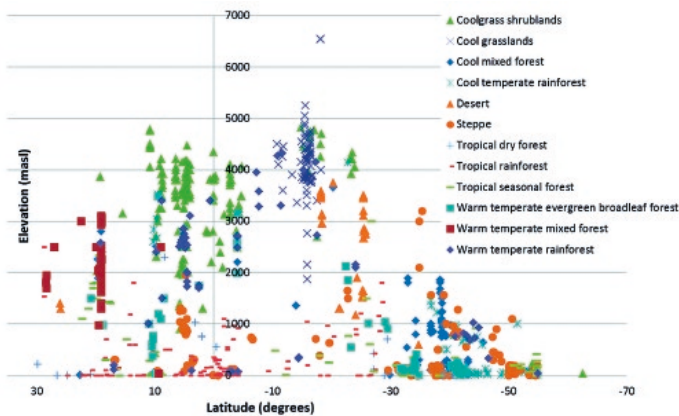 7000
6000
5000
4000
3000
2000
1000
0
30
10
-10
-30
-50
-70
Elevation (masl)
Latitude (degrees)
Coolgrass shrublands
Cool grasslands
Cool mixed forest
Cool temperate rainforest
Desert
Steppe
Tropical dry forest
Tropical rainforest
Tropical seasonal forest
Warm temperate evergreen broadleaf forest
Warm temperate mixed forest
Warm temperate rainforest